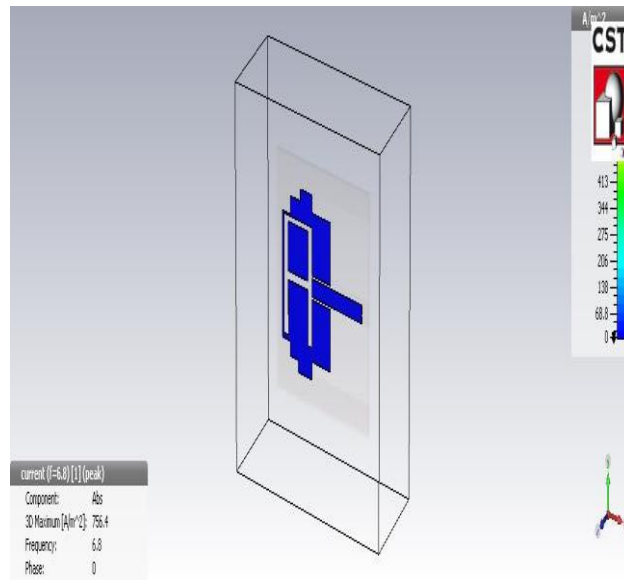 A/m^2
CST
413
344
275
206
138
68.8
0
current (f=6.8) [1] (peak)
Component: Abs
3D Maximum [A/m^2]: 756.4
Frequency: 6.8
Phase: 0